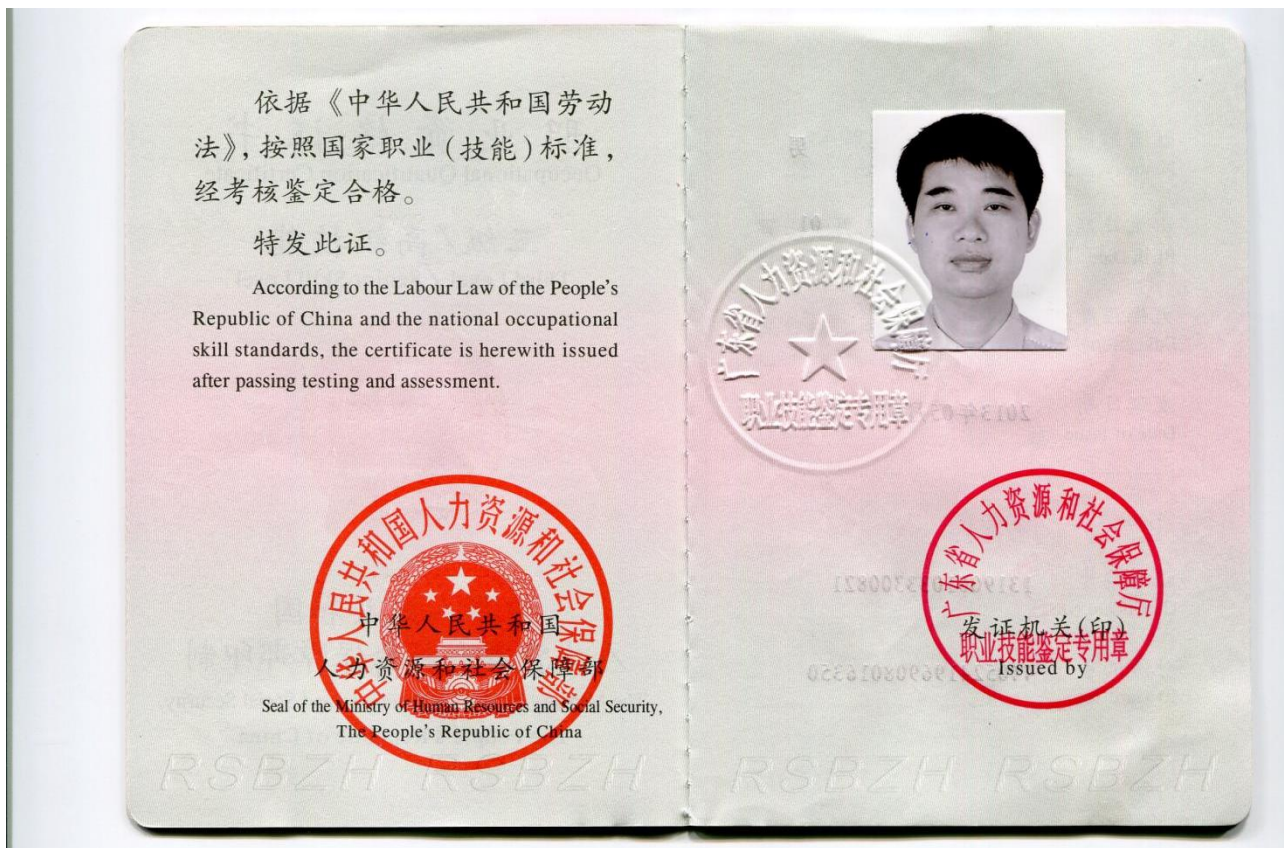 依据《中华人民共和国劳动
法》，按照国家职业（技能）标准，
经考核鉴定合格。
特发此证。
According to the Labour Law of the People's
Republic of China and the national occupational
skill standards, the certificate is herewith issued
after passing testing and assessment.
中华人民共和国人力资源和社会保障部
中华人民共和国
人力资源和社会保障部
Seal of the Ministry of Human Resources and Social Security,
The People's Republic of China
RSBZH RSBZH
广东省人力资源和社会保障厅
职业技能鉴定专用章
广东省人力资源和社会保障厅
发证机关(印)
职业技能鉴定专用章
Issued by
RSBZH RSBZH